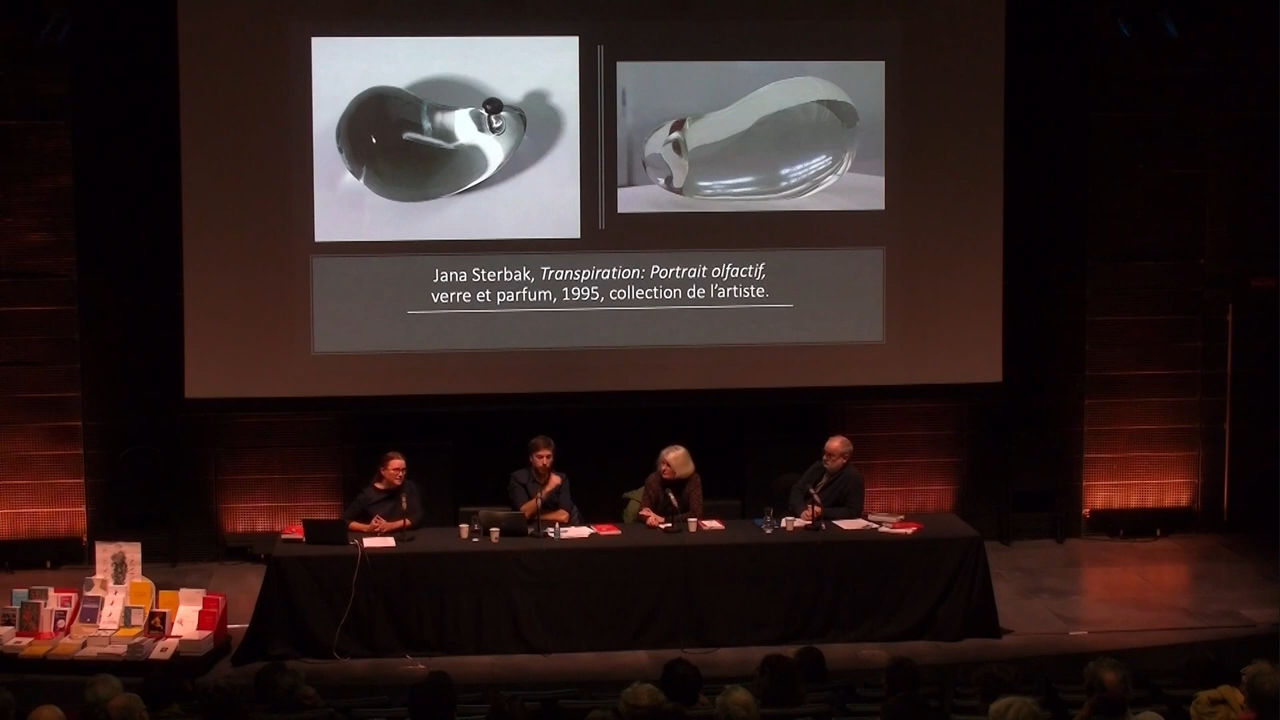 Jana Sterbak, Transpiration: Portrait olfactif,
verre et parfum, 1995, collection de l'artiste.